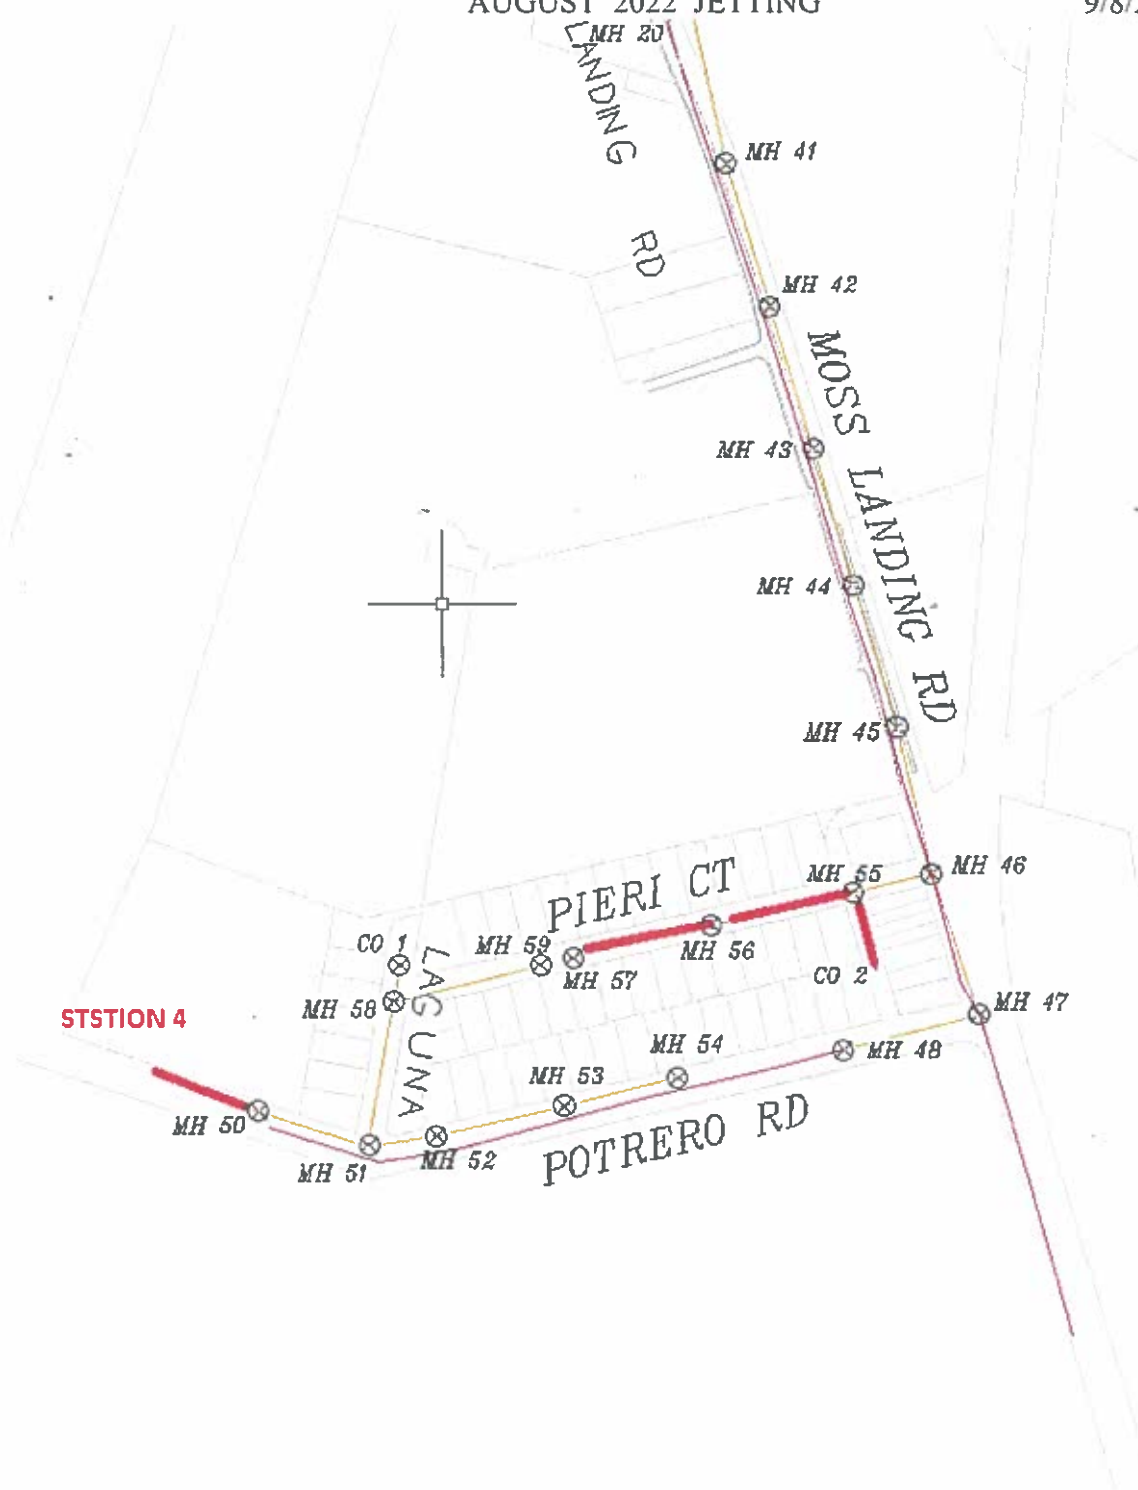 AUGUST 2022 JETTING
9/8/
MH 20
LANDING RD
MH 41
MH 42
MOSS LANDING RD
MH 43
MH 44
MH 45
MH 46
PIERI CT
MH 55
MH 56
CO 2
MH 59
MH 57
CO 1
LAGUNA
MH 58
MH 47
STSTION 4
MH 54
MH 48
MH 53
MH 50
MH 52
MH 51
POTRERO RD